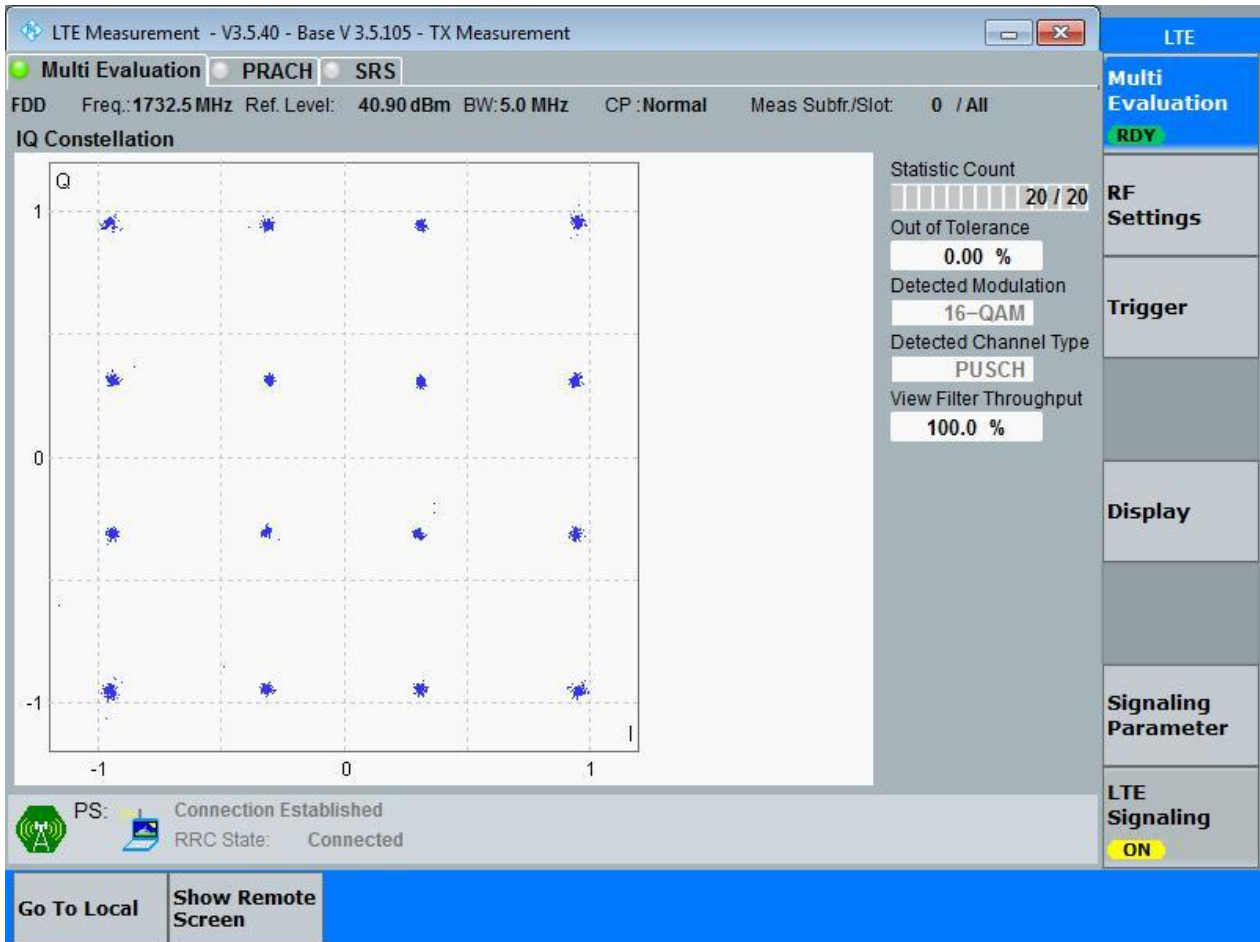 LTE Measurement - V3.5.40 - Base V 3.5.105 - TX Measurement
LTE
Multi Evaluation PRACH SRS
FDD Freq.: 1732.5 MHz Ref. Level: 40.90 dBm BW: 5.0 MHz CP : Normal Meas Subfr./Slot: 0 / All
IQ Constellation
Q
1
0
-1
I
-1 0 1
Statistic Count
20 / 20
Out of Tolerance
0.00 %
Detected Modulation
16-QAM
Detected Channel Type
PUSCH
View Filter Throughput
100.0 %
Multi
Evaluation
RDY
RF
Settings
Trigger
Display
Signaling
Parameter
LTE
Signaling
ON
PS: Connection Established
RRC State: Connected
Go To Local
Show Remote
Screen